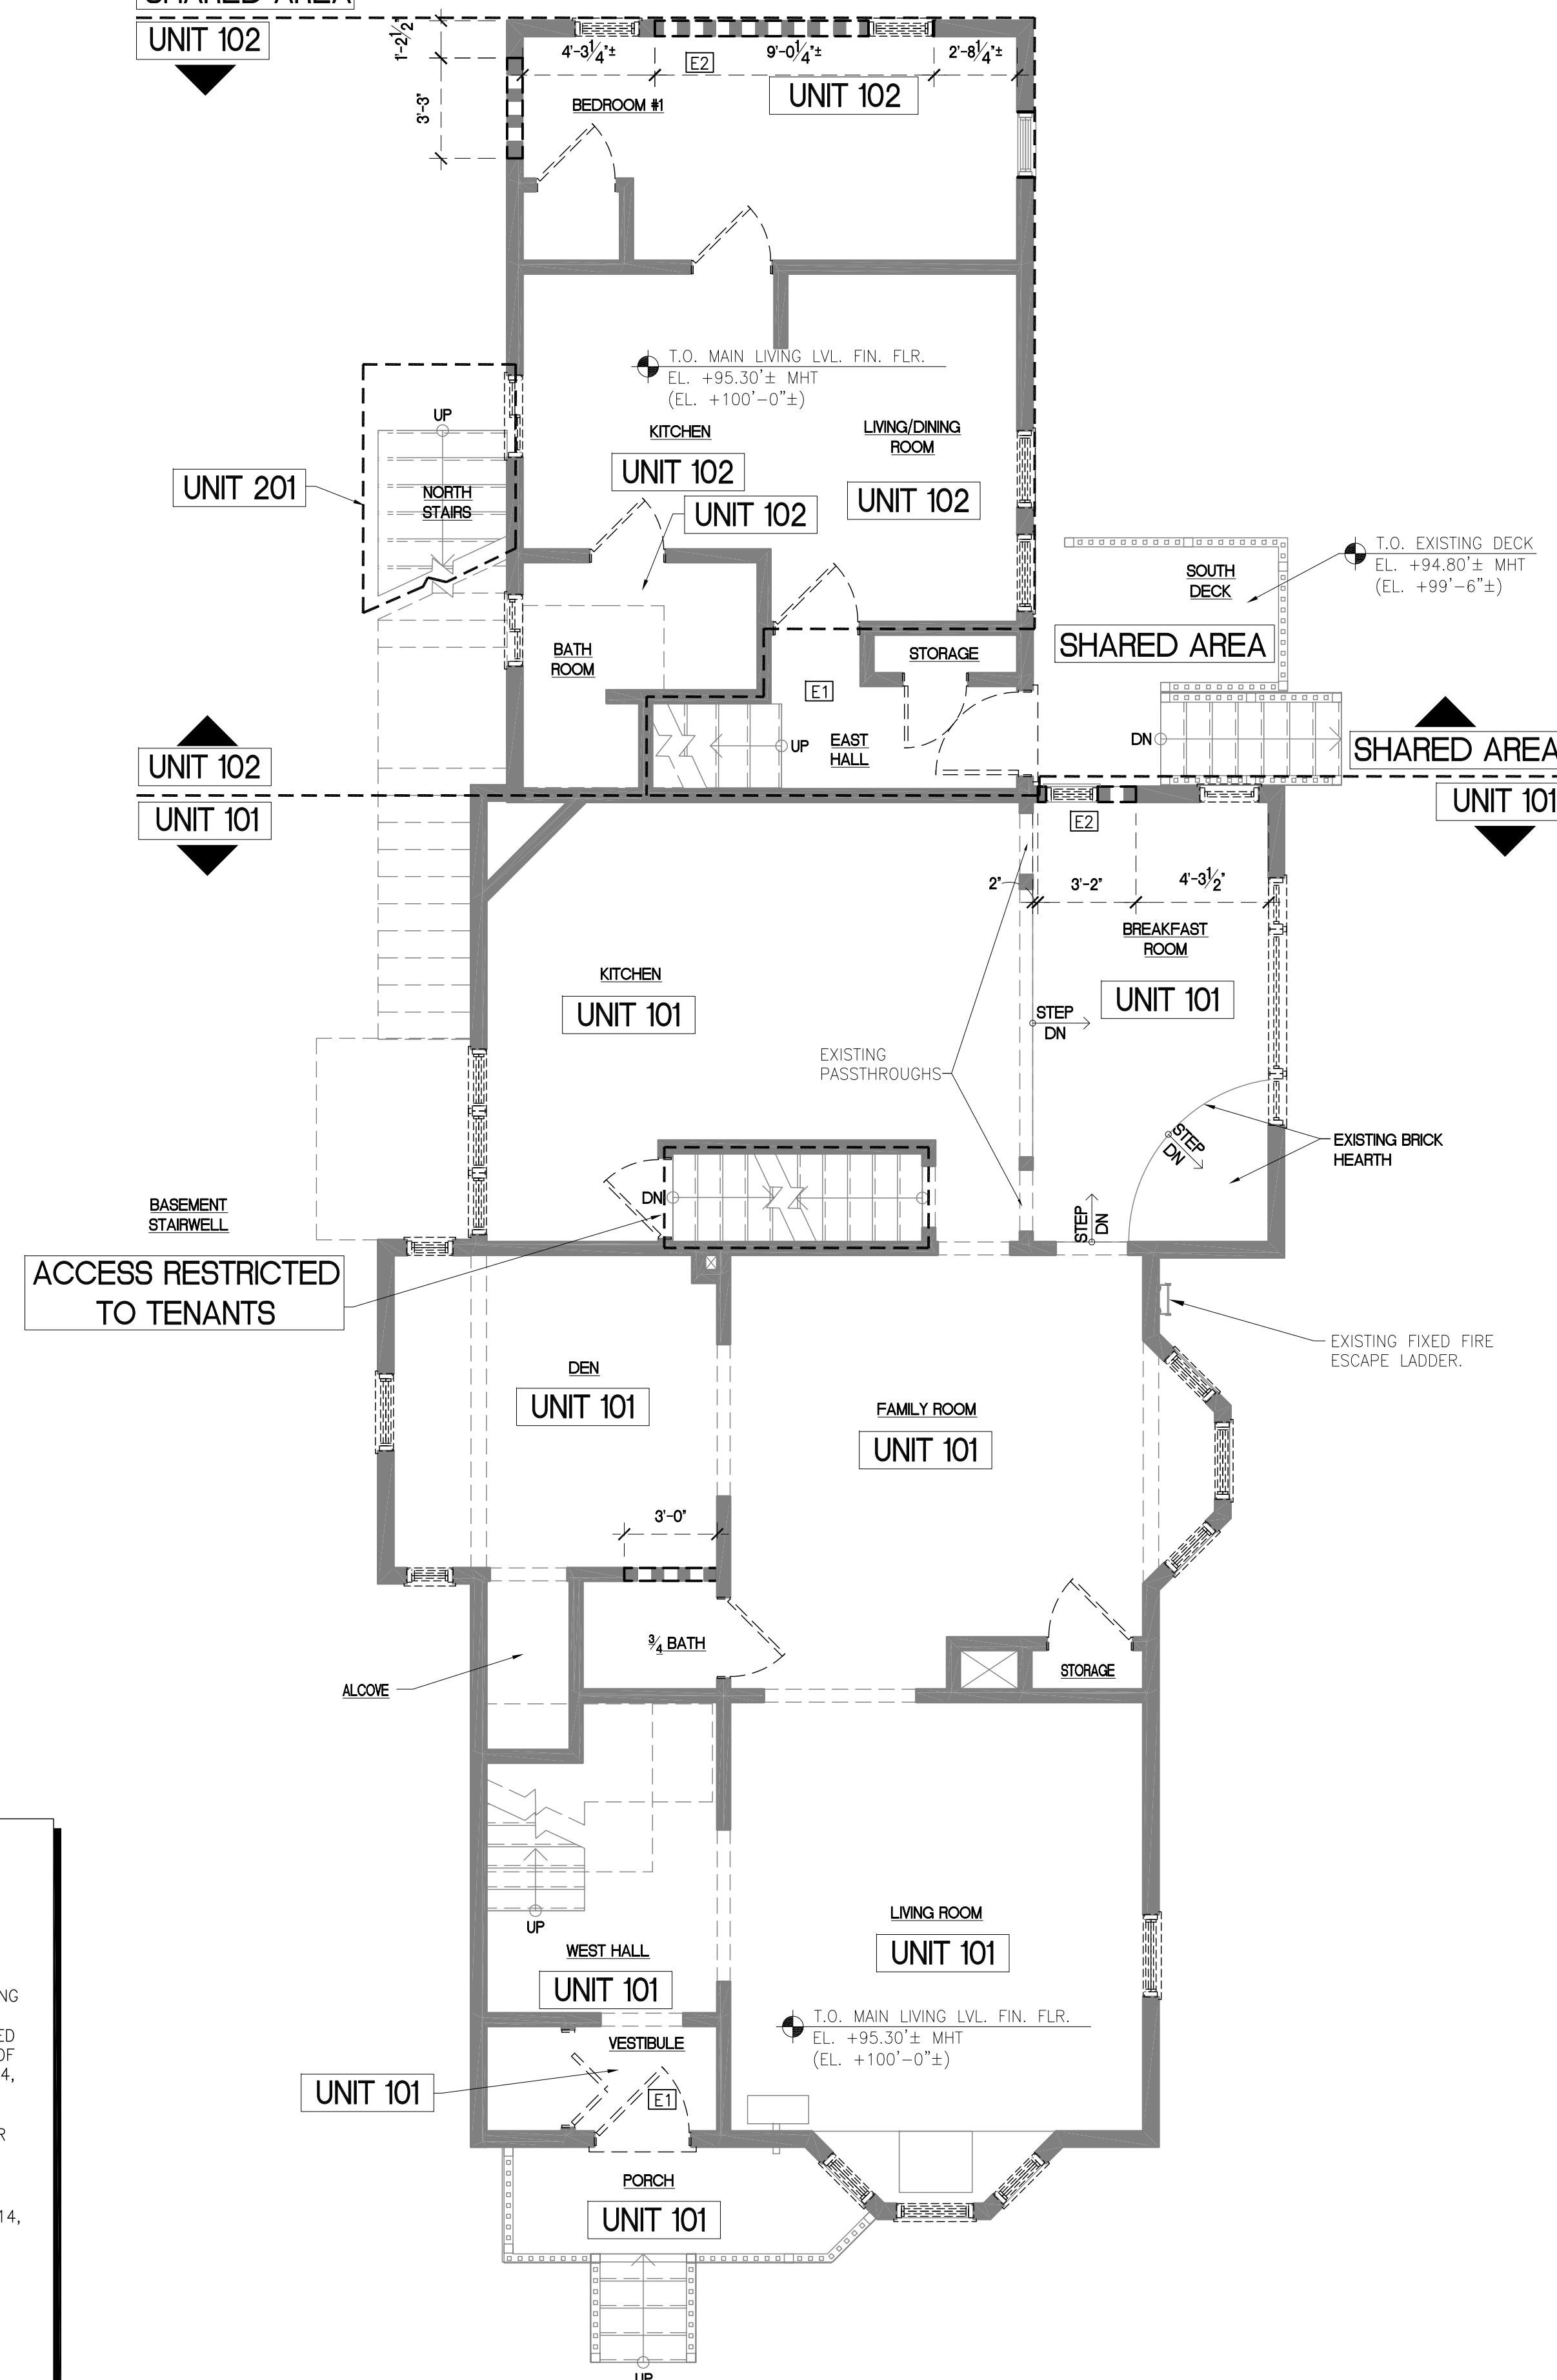 SHARED AREA
UNIT 102
1'-2½"
3'-3"
4'-3¼"±
E2
9'-0¼"±
2'-8¼"±
BEDROOM #1
UNIT 102
T.O. MAIN LIVING LVL. FIN. FLR.
EL. +95.30'± MHT
(EL. +100'-0"±)
UP
KITCHEN
UNIT 102
LIVING/DINING
ROOM
UNIT 102
UNIT 201
NORTH
STAIRS
UNIT 102
T.O. EXISTING DECK
EL. +94.80'± MHT
(EL. +99'-6"±)
SOUTH
DECK
SHARED AREA
BATH
ROOM
STORAGE
E1
UP
EAST
HALL
DN
UNIT 102
SHARED AREA
UNIT 101
UNIT 101
E2
2"
3'-2"
4'-3½"
BREAKFAST
ROOM
UNIT 101
KITCHEN
UNIT 101
STEP
DN
EXISTING
PASSTHROUGHS
STEP
DN
EXISTING BRICK
HEARTH
DN
STEP
DN
BASEMENT
STAIRWELL
ACCESS RESTRICTED
TO TENANTS
EXISTING FIXED FIRE
ESCAPE LADDER.
DEN
UNIT 101
FAMILY ROOM
UNIT 101
3'-0"
¾ BATH
STORAGE
ALCOVE
UP
WEST HALL
UNIT 101
LIVING ROOM
UNIT 101
T.O. MAIN LIVING LVL. FIN. FLR.
EL. +95.30'± MHT
(EL. +100'-0"±)
VESTIBULE
E1
UNIT 101
PORCH
UNIT 101
UP
NG
ED
OF
4,
R
14,